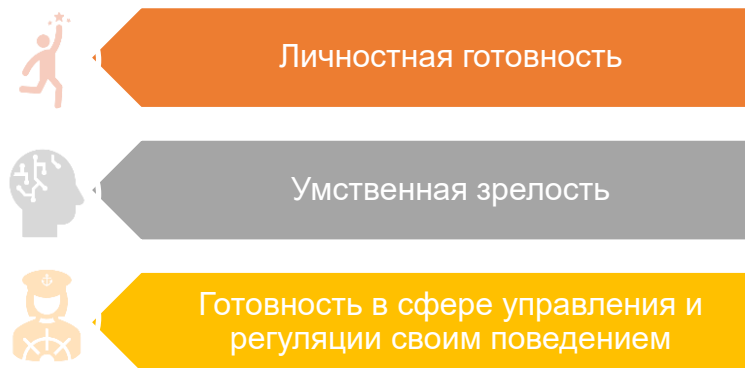 Личностная готовность
Умственная зрелость
Готовность в сфере управления и
регуляции своим поведением